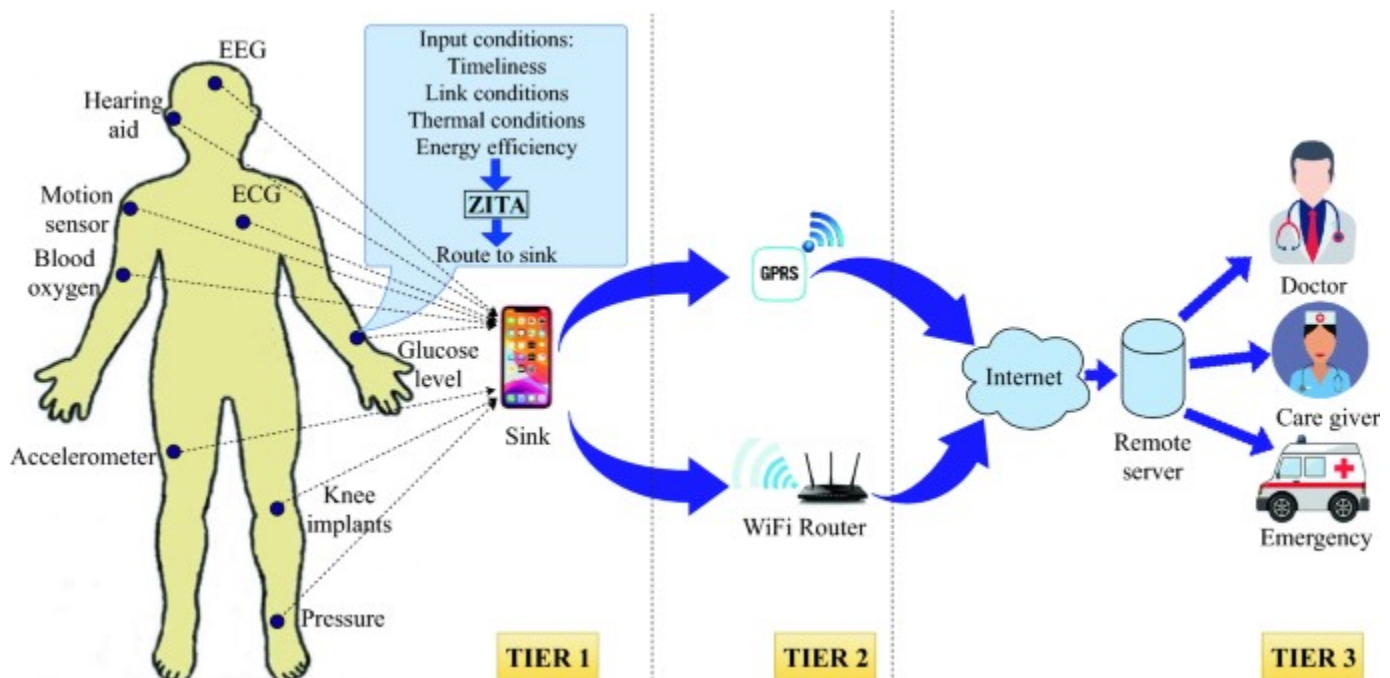 EEG
Hearing
aid
Motion
sensor
ECG
Blood
oxygen
Input conditions:
Timeliness
Link conditions
Thermal conditions
Energy efficiency
ZITA
Route to sink
Glucose
level
Accelerometer
Sink
Knee
implants
Pressure
TIER 1
GPRS
WiFi Router
TIER 2
Internet
Remote
server
Doctor
Care giver
Emergency
TIER 3